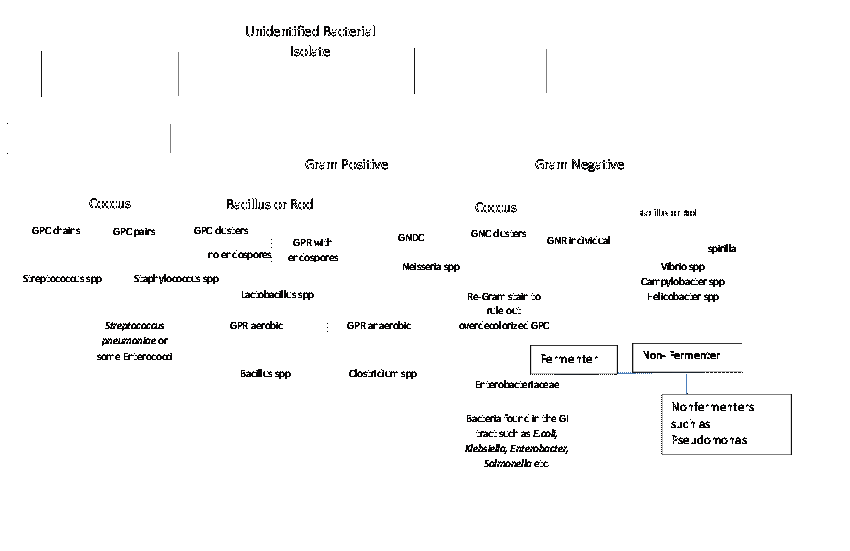 Unidentified Bacterial
Isolate
Gram Positive
Gram Negative
Coccus
Bacillus or Rod
Coccus
Bacillus or Rod
GPC chains
GPC pairs
GPC clusters
no endospores
GPR with
endospores
GNDC
GNC clusters
GNR individual
spirilla
Streptococcus spp
Staphylococcus spp
Lactobacillus spp
Neisseria spp
Vibrio spp
Campylobacter spp
Helicobacter spp
Re-Gram stain to
rule out
overdecolorized GPC
Streptococcus
pneumoniae or
some Enterococci
GPR aerobic
GPR anaerobic
Bacillus spp
Clostricium spp
Fermenter
Non- Fermenter
Enterobacteriaceae
Bacteria found in the GI
tract such as E.coli,
Klebsiella, Enterobacter,
Salmonella etc.
Nonfermenters
such as
Pseudomonas